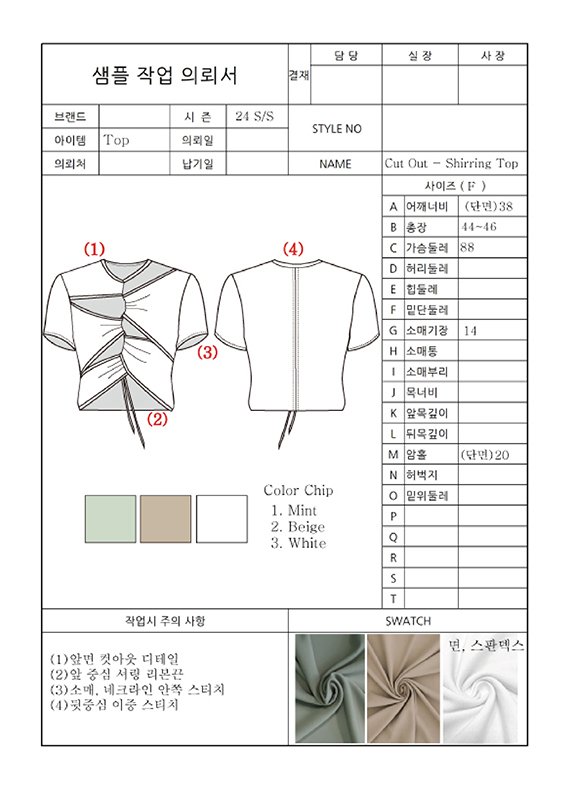 샘플 작업 의뢰서
결재
담 당
실 장
사 장
브랜드
시 즌
24 S/S
STYLE NO
아이템
Top
의뢰일
의뢰처
납기일
NAME
Cut Out - Shirring Top
사이즈 ( F )
A 어깨너비 (단면)38
B 총장 44~46
C 가슴둘레 88
D 허리둘레
E 힙둘레
F 밑단둘레
G 소매기장 14
H 소매통
I 소매부리
J 목너비
K 앞목깊이
L 뒤목깊이
M 암홀 (단면)20
N 허벅지
O 밑위둘레
P
Q
R
S
T
(1)
(4)
(3)
(2)
Color Chip
1. Mint
2. Beige
3. White
작업시 주의 사항
(1)앞면 컷아웃 디테일
(2)앞 중심 셔링 리본끈
(3)소매, 네크라인 안쪽 스티치
(4)뒷중심 이중 스티치
SWATCH
면, 스판덱스